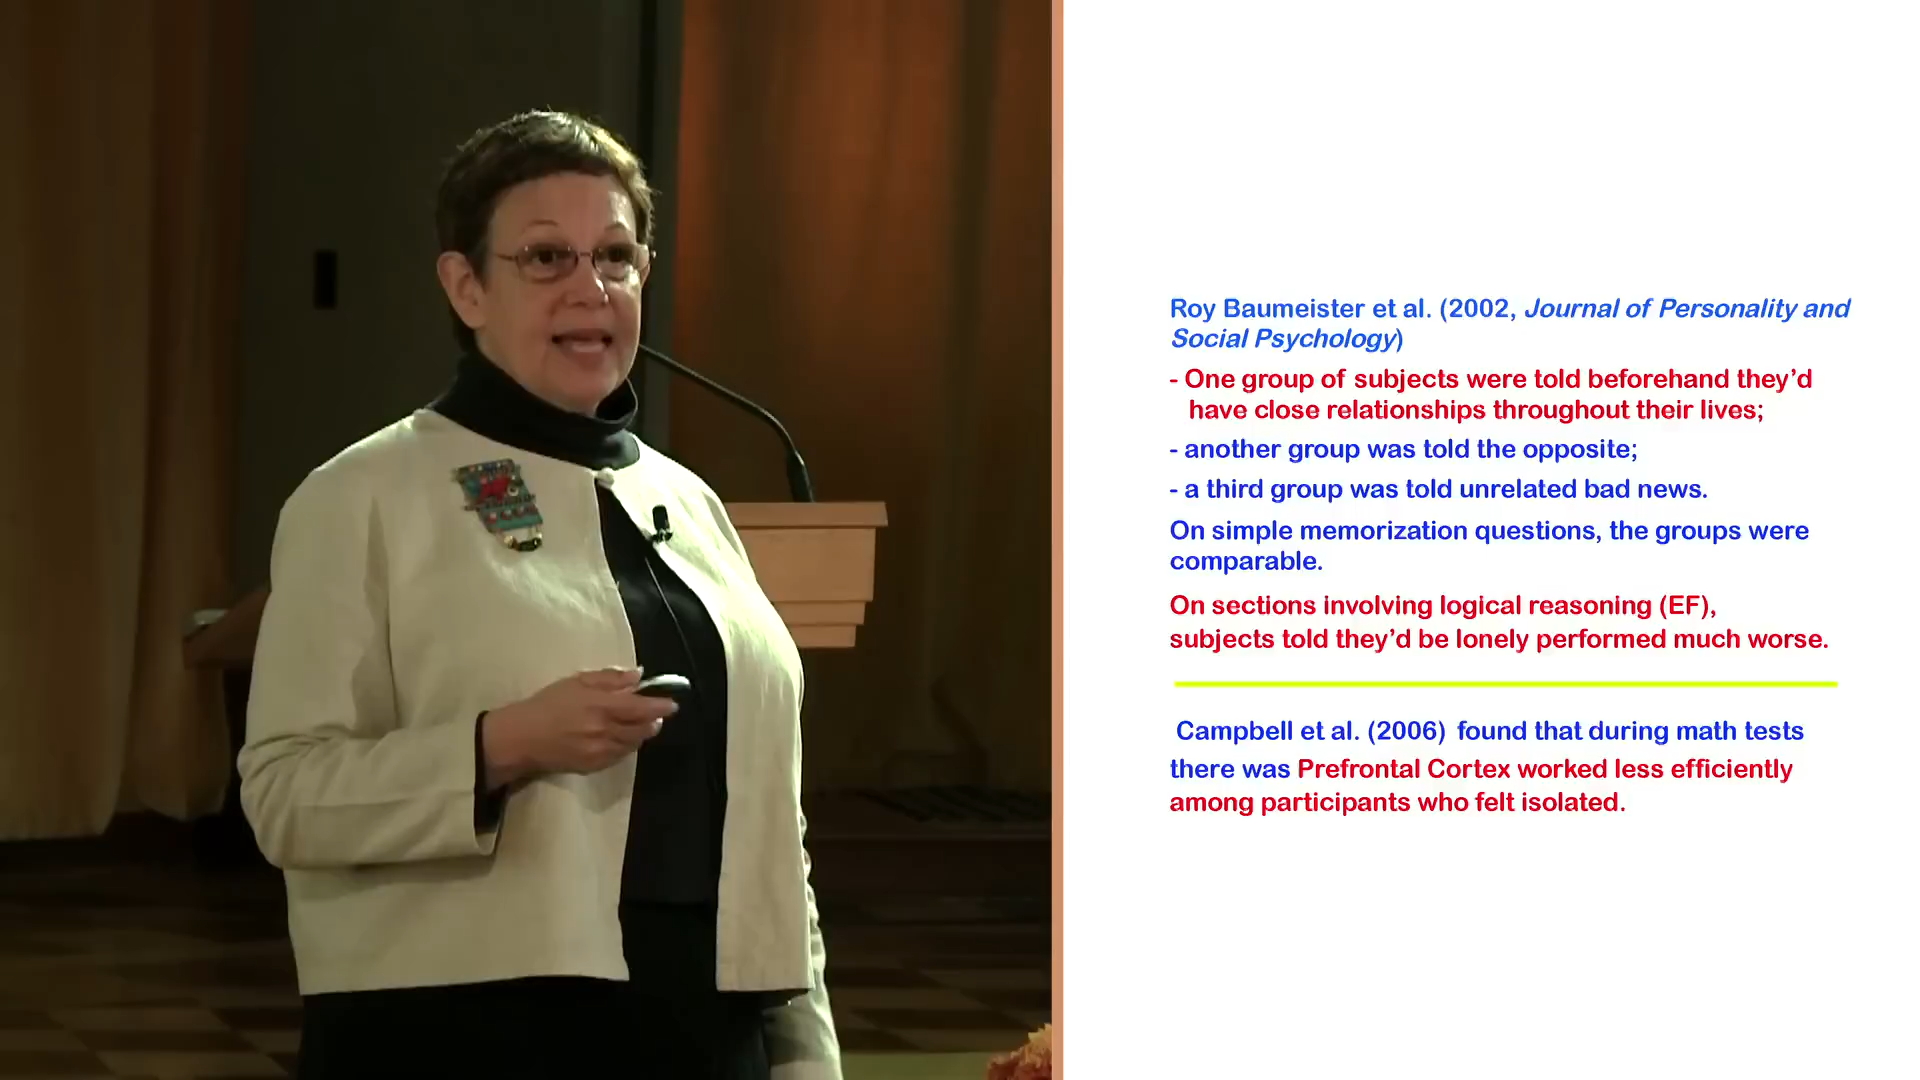 Roy Baumeister et al. (2002, Journal of Personality and
Social Psychology)
- One group of subjects were told beforehand they'd
have close relationships throughout their lives;
- another group was told the opposite;
- a third group was told unrelated bad news.
On simple memorization questions, the groups were
comparable.
On sections involving logical reasoning (EF),
subjects told they'd be lonely performed much worse.
Campbell et al. (2006) found that during math tests
there was Prefrontal Cortex worked less efficiently
among participants who felt isolated.